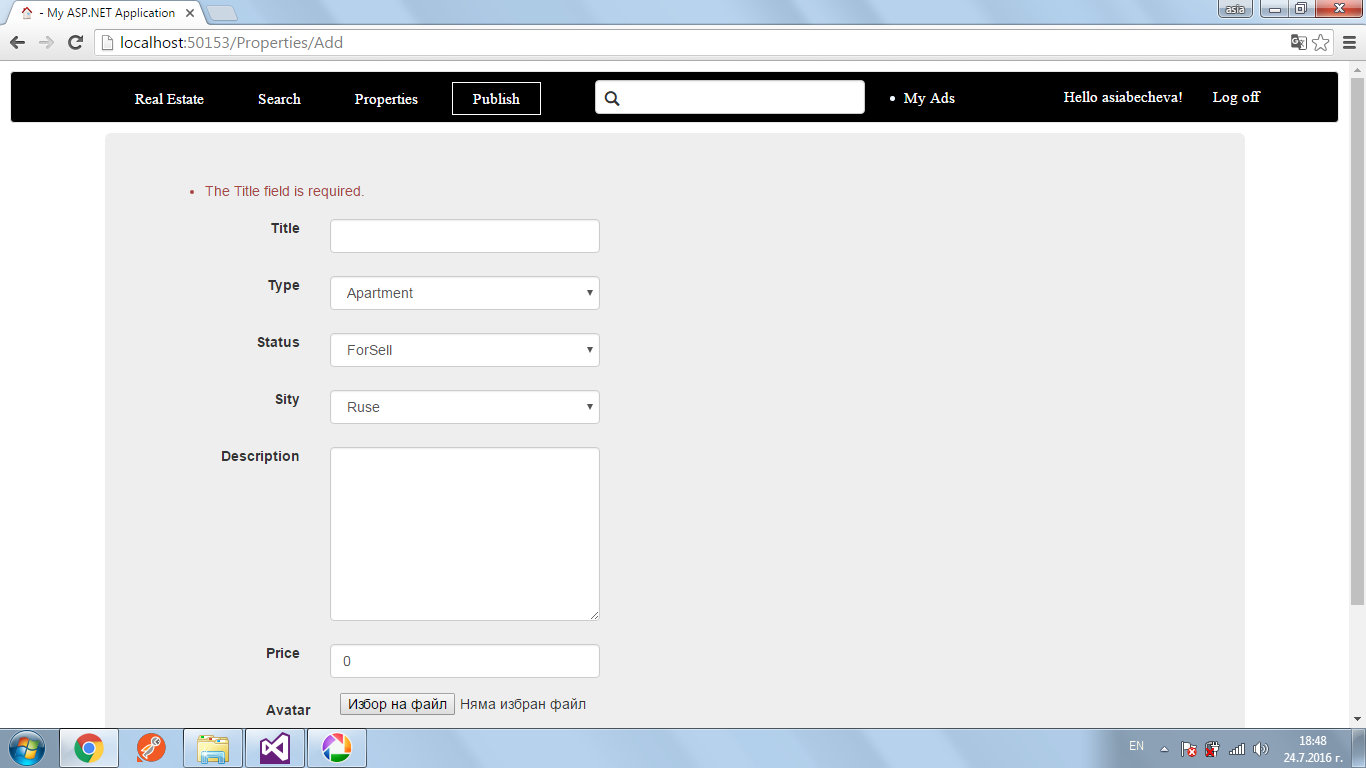 - My ASP.NET Application
asia
localhost:50153/Properties/Add
Real Estate
Search
Properties
Publish
My Ads
Hello asiabecheva!
Log off
The Title field is required.
Title
Type
Apartment
Status
ForSell
Sity
Ruse
Description
Price
0
Avatar
Избор на файл
Няма избран файл
EN
18:48
24.7.2016 г.